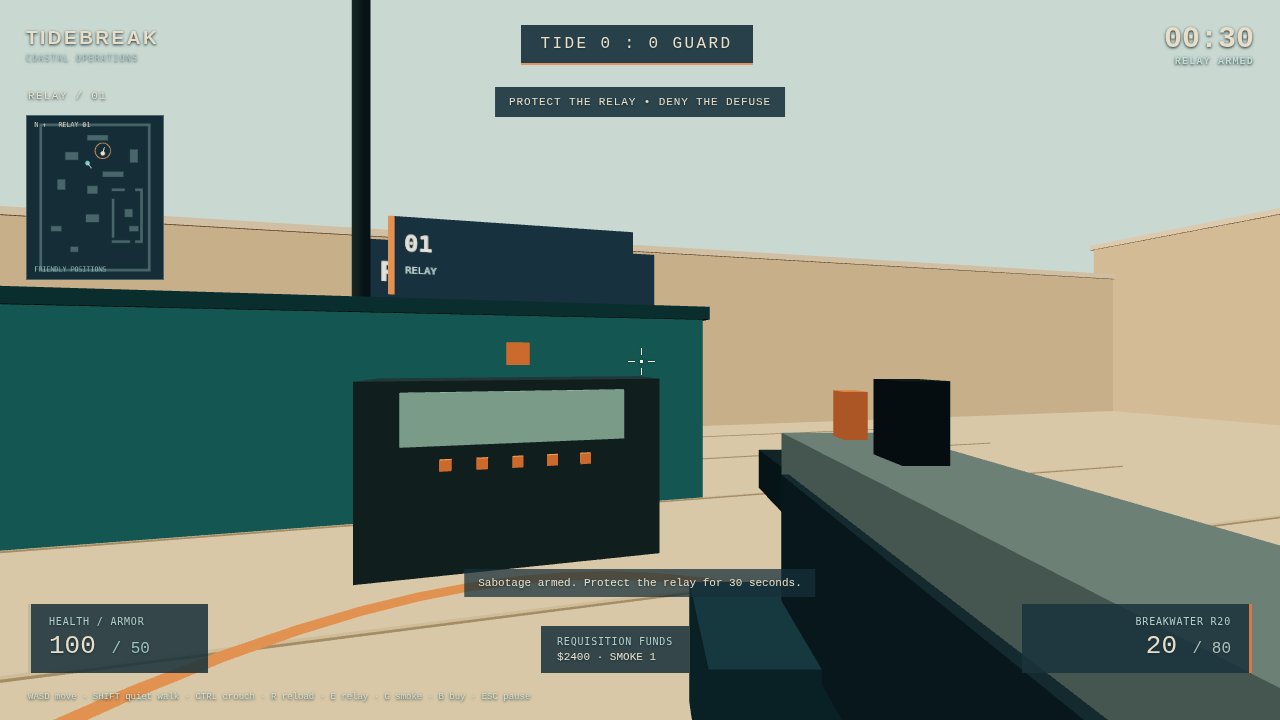 TIDEBREAK
COASTAL OPERATIONS
TIDE 0 : 0 GUARD
00:30
RELAY ARMED
RELAY / 01
PROTECT THE RELAY • DENY THE DEFUSE
N ↑ RELAY 01
FRIENDLY POSITIONS
01
RELAY
Sabotage armed. Protect the relay for 30 seconds.
HEALTH / ARMOR
100 / 50
REQUISITION FUNDS
$2400 · SMOKE 1
BREAKWATER R20
20 / 80
WASD move · SHIFT quiet walk · CTRL crouch · R reload · E relay · G smoke · B buy · ESC pause